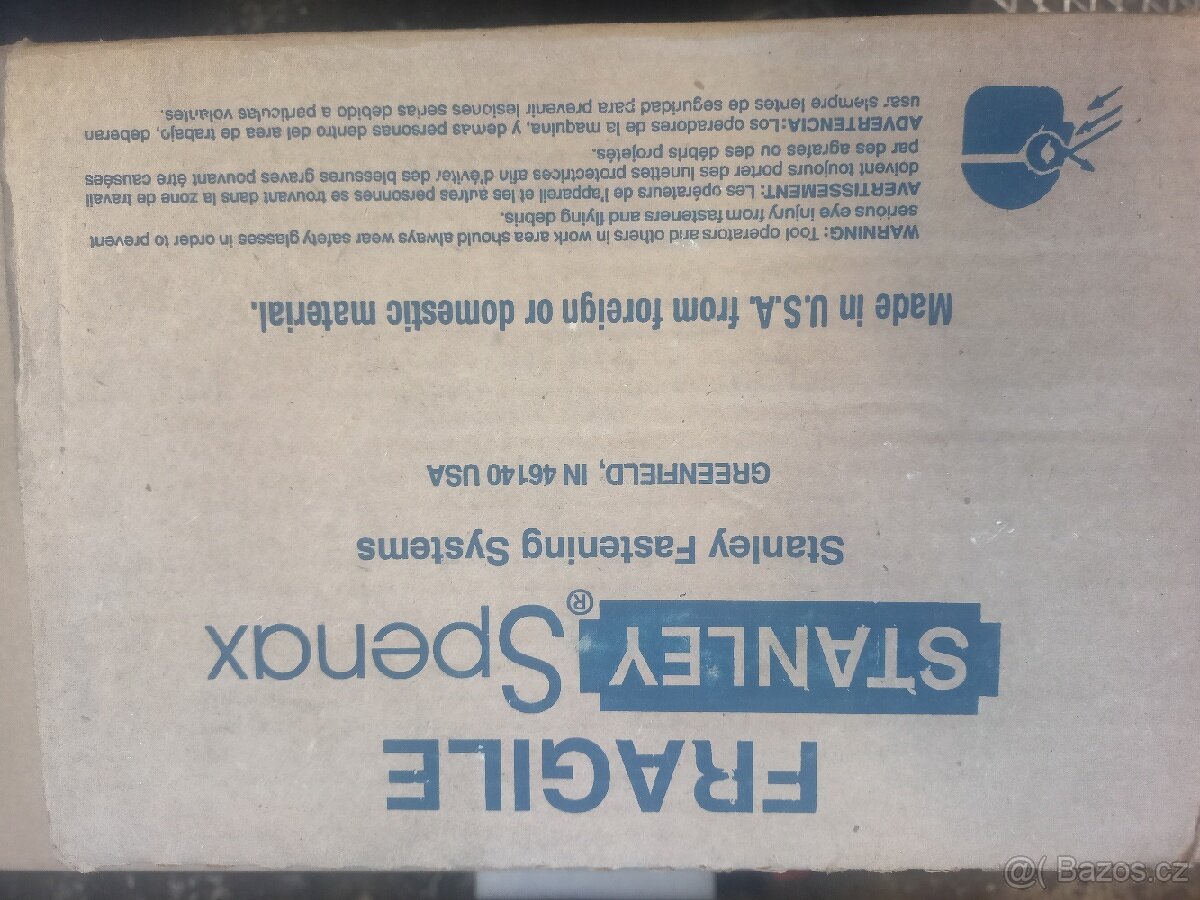 FRAGILE
STANLEY Spenax®
Stanley Fastening Systems
GREENFIELD, IN 46140 USA
Made in U.S.A. from foreign or domestic material.
WARNING: Tool operators and others in work area should always wear safety glasses in order to prevent
serious eye injury from fasteners and flying debris.
AVERTISSEMENT: Les opérateurs de l'appareil et les autres personnes se trouvant dans la zone de travail
doivent toujours porter des lunettes protectrices afin d'éviter des blessures graves pouvant être causées
par des agrafes ou des débris projetés.
ADVERTENCIA: Los operadores de la maquina, y demás personas dentro del area de trabajo, deberan
usar siempre lentes de seguridad para prevenir lesiones serias debido a particulas volantes.
@( Bazos.cz